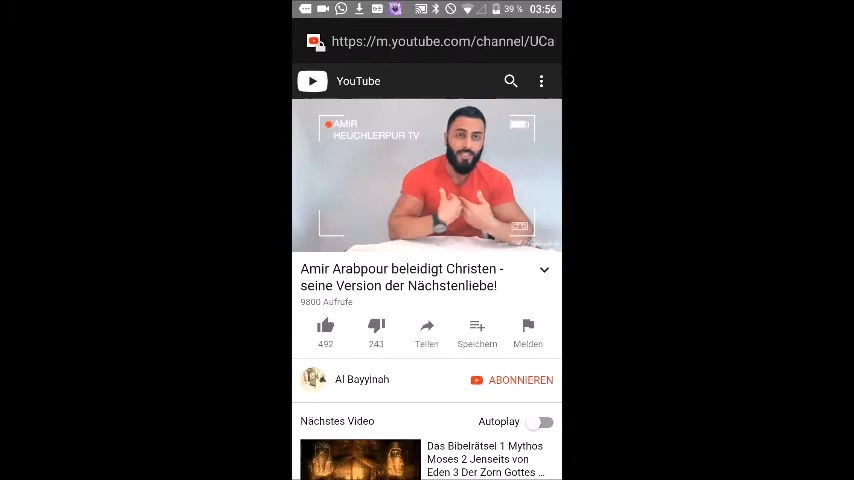 39 % 03:56
https://m.youtube.com/channel/UCa
YouTube
AMIR
HEUCHLERPUR TV
Amir Arabpour beleidigt Christen -
seine Version der Nächstenliebe!
9800 Aufrufe
492 243 Teilen Speichern Melden
Al Bayyinah ABONNIEREN
Nächstes Video Autoplay
Das Bibelrätsel 1 Mythos
Moses 2 Jenseits von
Eden 3 Der Zorn Gottes ...